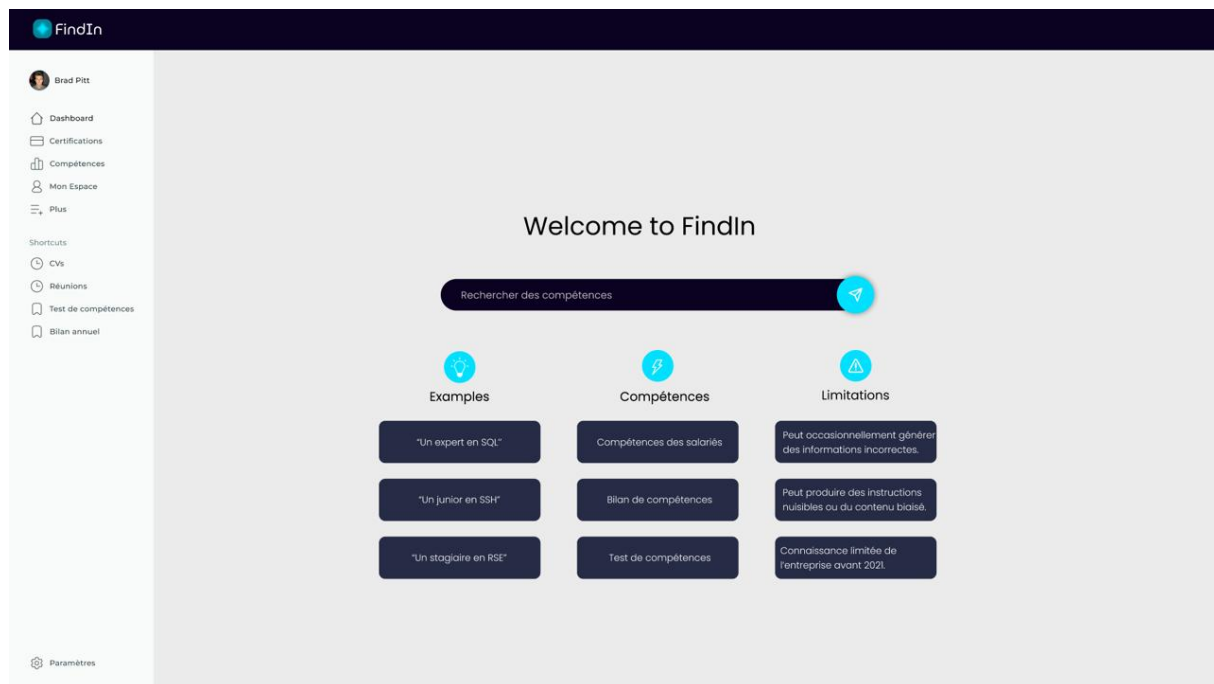 FindIn
Brad Pitt
Dashboard
Certifications
Compétences
Mon Espace
Plus
Shortcuts
CVs
Réunions
Test de compétences
Bilan annuel
Paramètres
Welcome to FindIn
Rechercher des compétences
Examples
"Un expert en SQL"
"Un junior en SSH"
"Un stagiaire en RSE"
Compétences
Compétences des salariés
Bilan de compétences
Test de compétences
Limitations
Peut occasionnellement générer
des informations incorrectes.
Peut produire des instructions
nuisibles ou du contenu biaisé.
Connaissance limitée de
l'entreprise avant 2021.